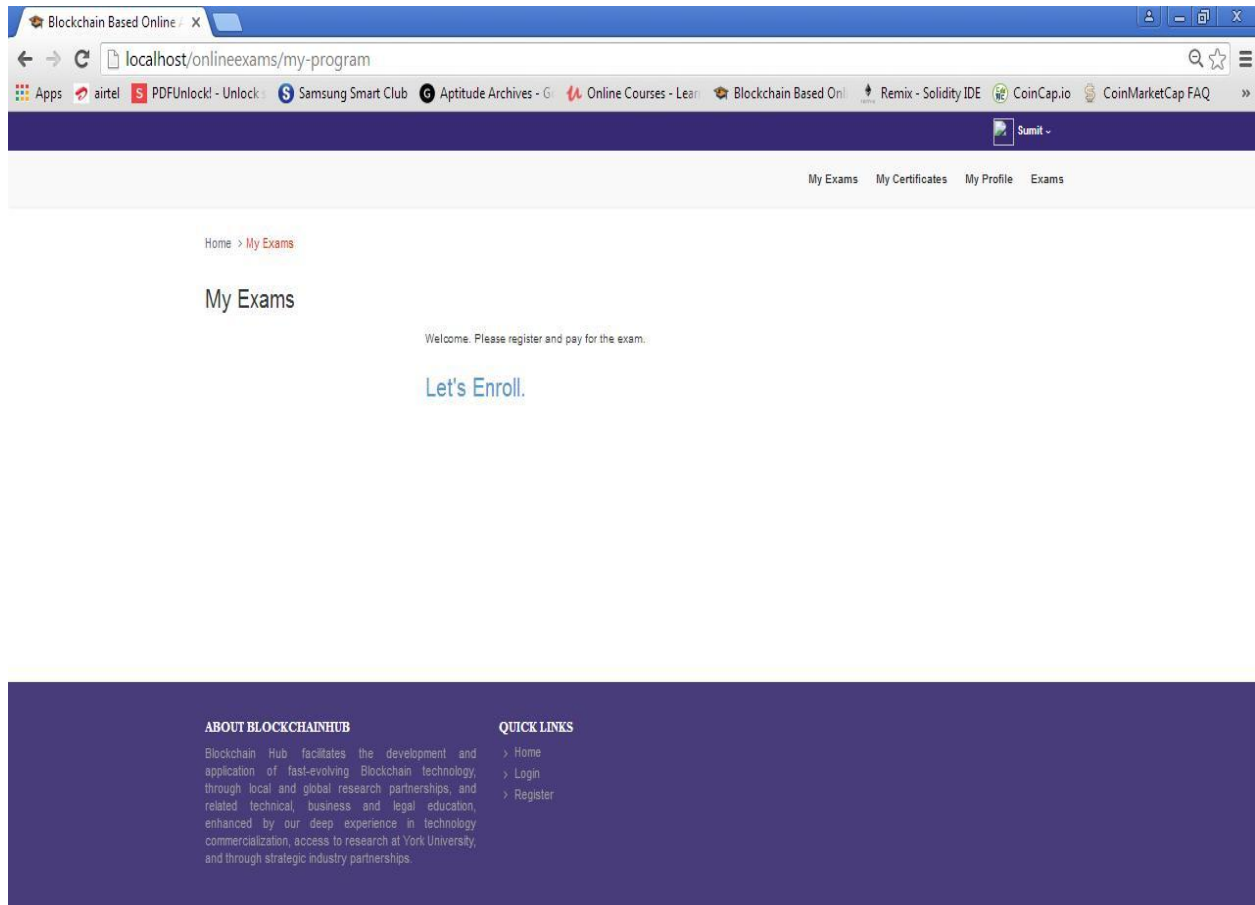 Blockchain Based Online A
localhost/onlineexams/my-program
Apps airtel PDFUnlock! - Unlock s Samsung Smart Club Aptitude Archives - G Online Courses - Lear Blockchain Based Onl Remix - Solidity IDE CoinCap.io CoinMarketCap FAQ »
Sumit
My Exams My Certificates My Profile Exams
Home > My Exams
My Exams
Welcome. Please register and pay for the exam.
Let's Enroll.
ABOUT BLOCKCHAINHUB
Blockchain Hub facilitates the development and
application of fast-evolving Blockchain technology,
through local and global research partnerships, and
related technical, business and legal education,
enhanced by our deep experience in technology
commercialization, access to research at York University,
and through strategic industry partnerships.
QUICK LINKS
> Home
> Login
> Register